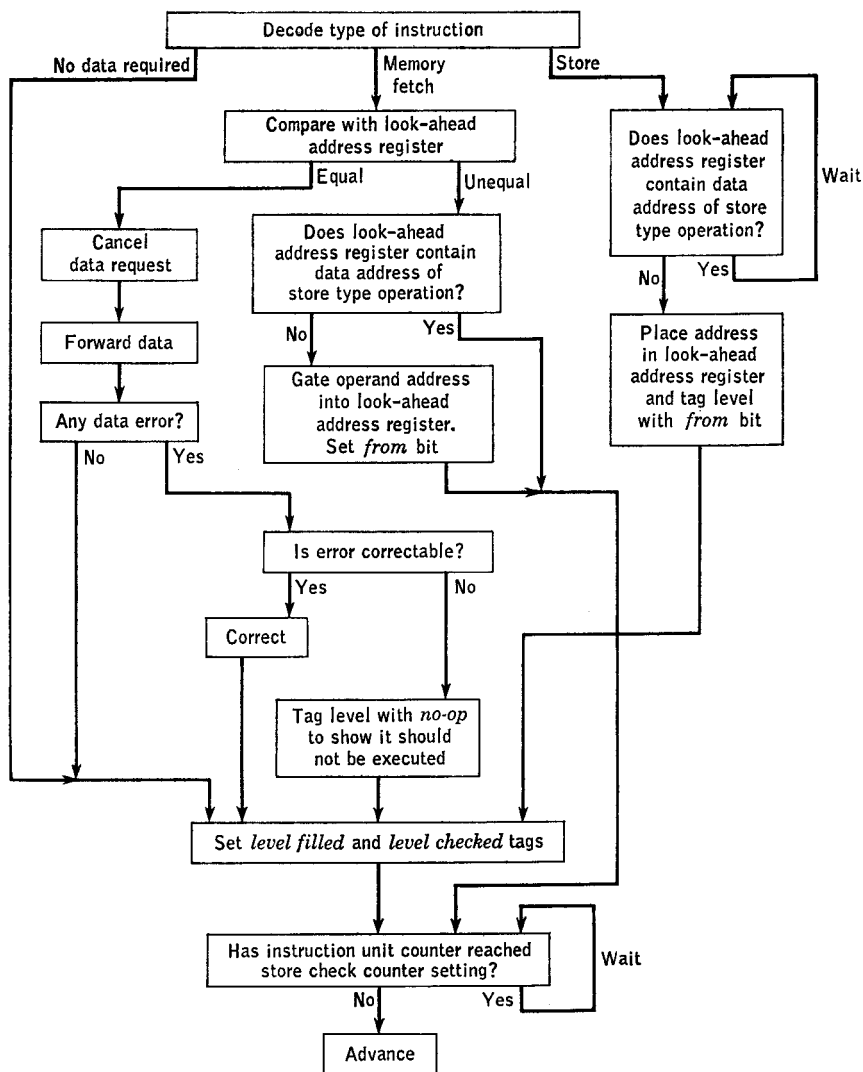 Decode type of instruction
No data required
Memory
fetch
Store
Compare with look-ahead
address register
Does look-ahead
address register
contain data
address of store
type operation?
Wait
Equal
Unequal
Cancel
data request
Does look-ahead
address register contain
data address of
store type operation?
No
Yes
Forward data
No
Yes
Place address
in look-ahead
address register
and tag level
with from bit
Gate operand address
into look-ahead
address register.
Set from bit
Any data error?
No
Yes
Is error correctable?
Yes
No
Correct
Tag level with no-op
to show it should
not be executed
Set level filled and level checked tags
Has instruction unit counter reached
store check counter setting?
Wait
No
Yes
Advance